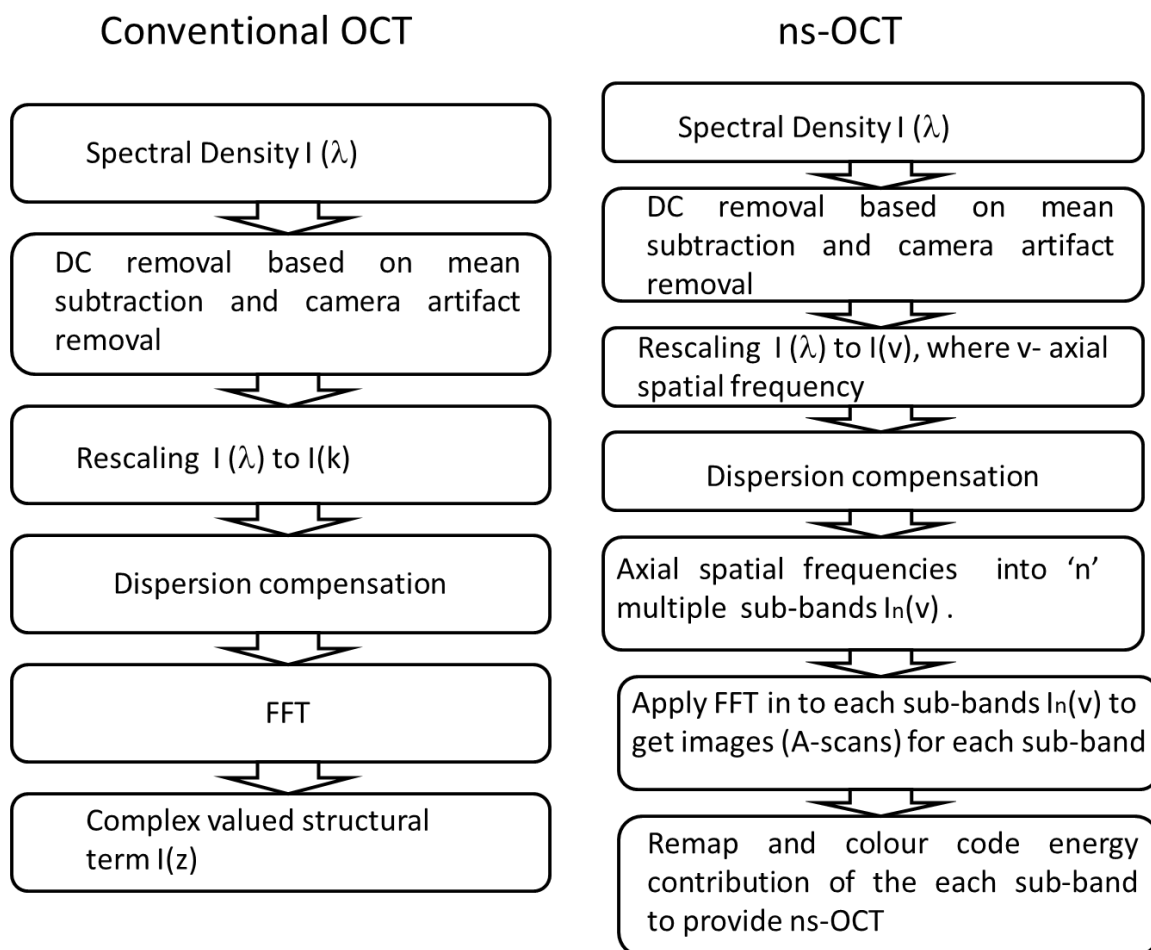 Conventional OCT
Spectral Density I (λ)
DC removal based on mean
subtraction and camera artifact
removal
Rescaling I (λ) to I(k)
Dispersion compensation
FFT
Complex valued structural
term I(z)
ns-OCT
Spectral Density I (λ)
DC removal based on mean
subtraction and camera artifact
removal
Rescaling I (λ) to I(v), where v- axial
spatial frequency
Dispersion compensation
Axial spatial frequencies into ‘n’
multiple sub-bands In(v) .
Apply FFT in to each sub-bands In(v) to
get images (A-scans) for each sub-band
Remap and colour code energy
contribution of the each sub-band
to provide ns-OCT